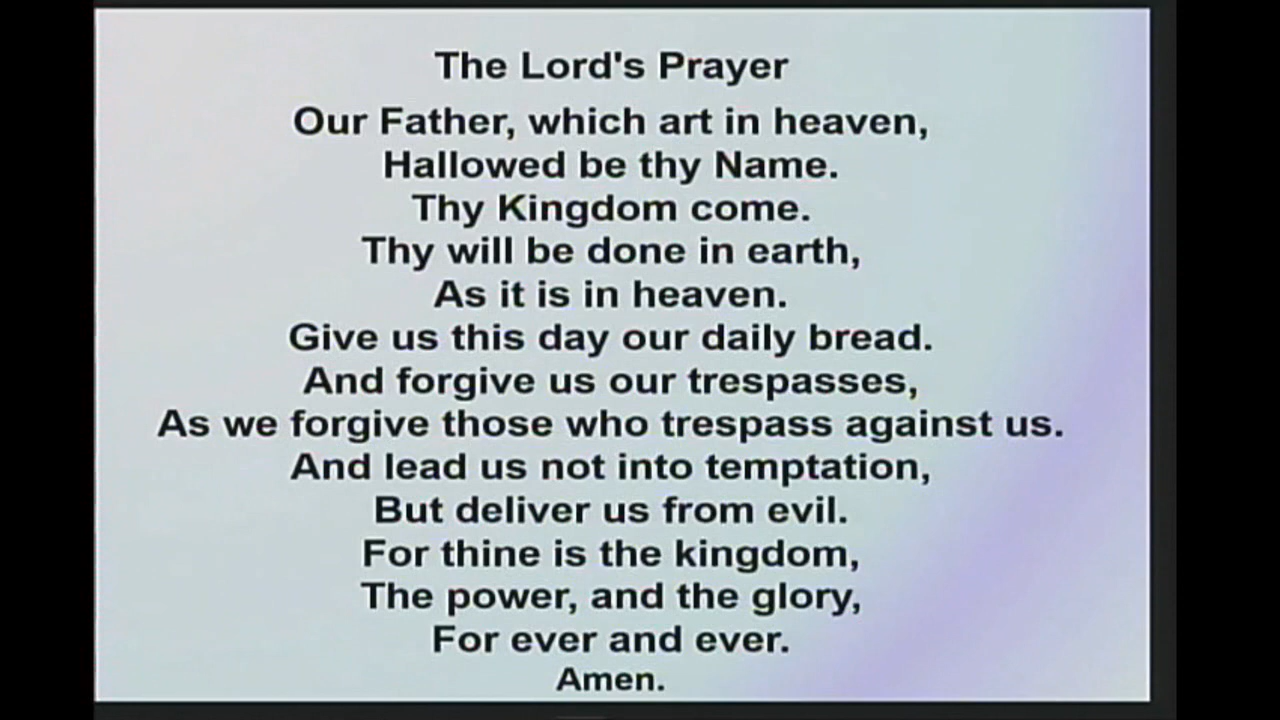 The Lord's Prayer
Our Father, which art in heaven,
Hallowed be thy Name.
Thy Kingdom come.
Thy will be done in earth,
As it is in heaven.
Give us this day our daily bread.
And forgive us our trespasses,
As we forgive those who trespass against us.
And lead us not into temptation,
But deliver us from evil.
For thine is the kingdom,
The power, and the glory,
For ever and ever.
Amen.